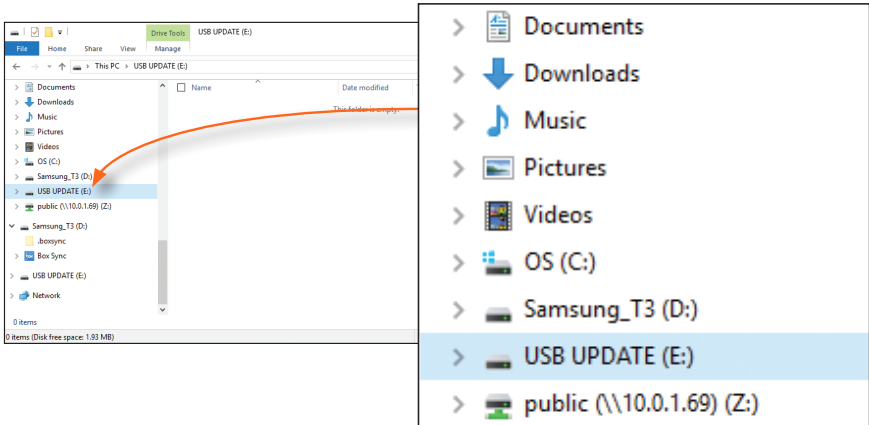 Drive Tools USB UPDATE (E:)
File Home Share View Manage
This PC > USB UPDATE (E:)
Name Date modified
This folder is empty.
Documents
Downloads
Music
Pictures
Videos
OS (C:)
Samsung_T3 (D:)
USB UPDATE (E:)
public (\\10.0.1.69) (Z:)
Samsung_T3 (D:)
.boxsync
Box Sync
USB UPDATE (E:)
Network
0 items
0 items (Disk free space: 1.93 MB)
Documents
Downloads
Music
Pictures
Videos
OS (C:)
Samsung_T3 (D:)
USB UPDATE (E:)
public (\\10.0.1.69) (Z:)